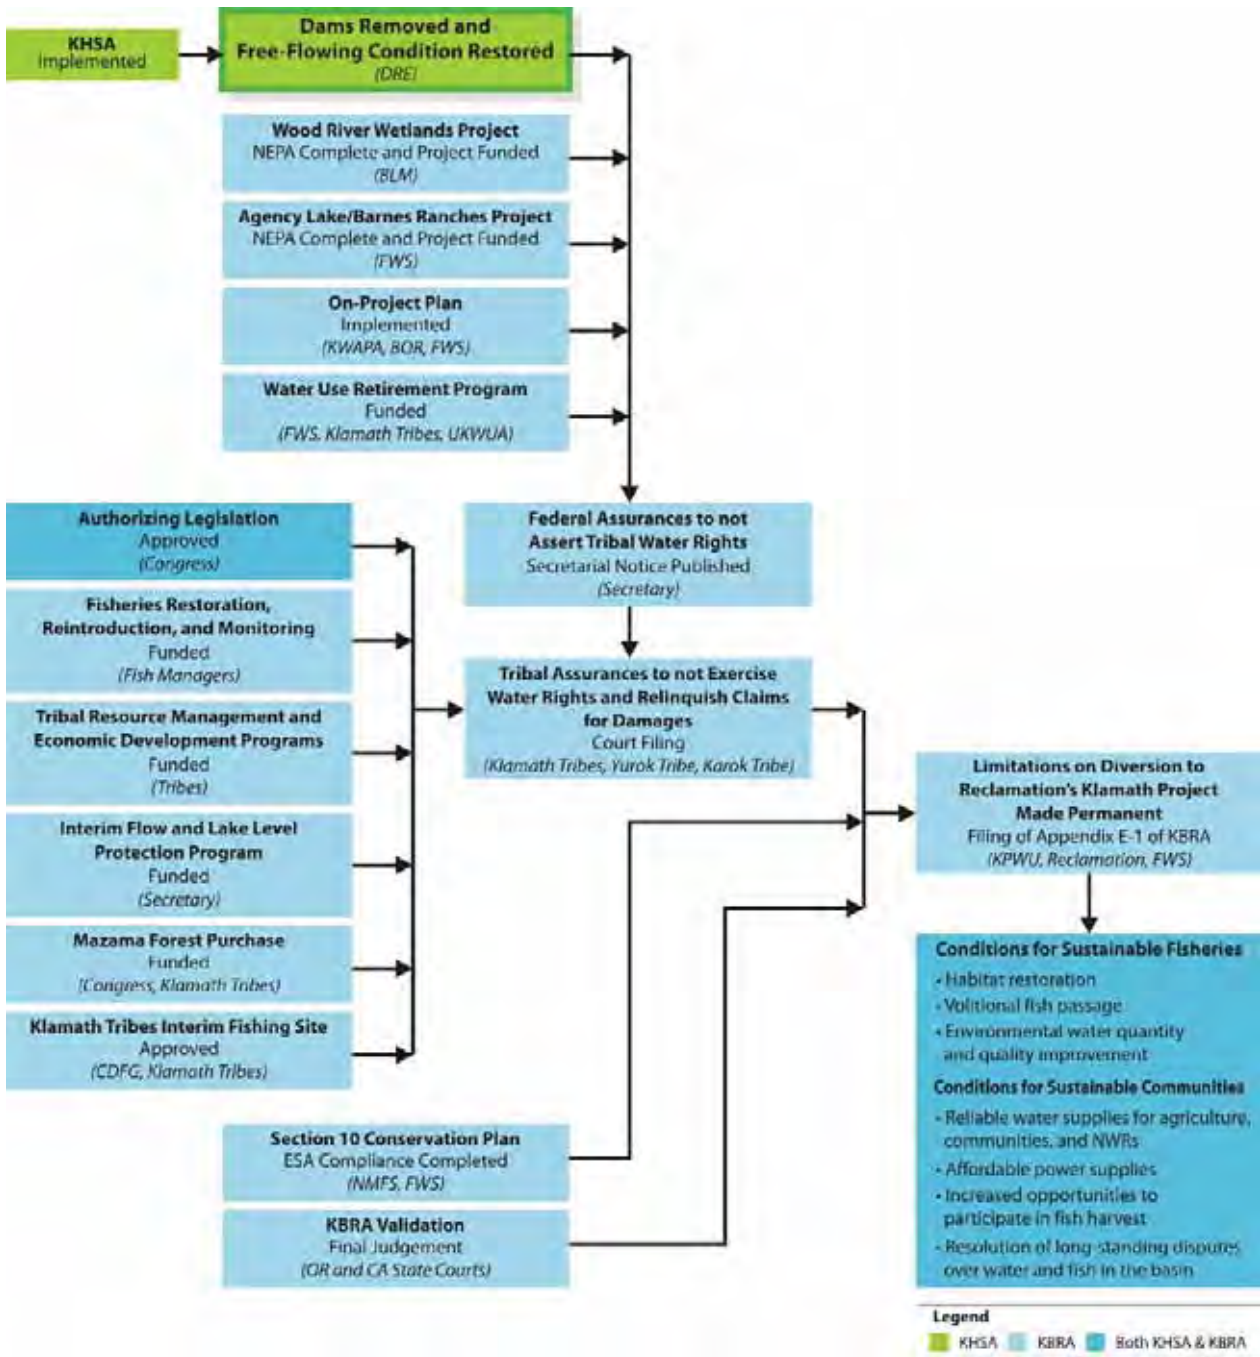 KHSA
Implemented
Dams Removed and
Free-Flowing Condition Restored
(DRE)
Wood River Wetlands Project
NEPA Complete and Project Funded
(BLM)
Agency Lake/Barnes Ranches Project
NEPA Complete and Project Funded
(FWS)
On-Project Plan
Implemented
(KWAPA, BOR, FWS)
Water Use Retirement Program
Funded
(FWS, Klamath Tribes, UKWUA)
Authorizing Legislation
Approved
(Congress)
Fisheries Restoration,
Reintroduction, and Monitoring
Funded
(Fish Managers)
Tribal Resource Management and
Economic Development Programs
Funded
(Tribes)
Interim Flow and Lake Level
Protection Program
Funded
(Secretary)
Mazama Forest Purchase
Funded
(Congress, Klamath Tribes)
Klamath Tribes Interim Fishing Site
Approved
(CDFG, Klamath Tribes)
Federal Assurances to not
Assert Tribal Water Rights
Secretarial Notice Published
(Secretary)
Tribal Assurances to not Exercise
Water Rights and Relinquish Claims
for Damages
Court Filing
(Klamath Tribes, Yurok Tribe, Karok Tribe)
Section 10 Conservation Plan
ESA Compliance Completed
(NMFS, FWS)
KBRA Validation
Final Judgement
(OR and CA State Courts)
Limitations on Diversion to
Reclamation's Klamath Project
Made Permanent
Filing of Appendix E-1 of KBRA
(KPWU, Reclamation, FWS)
Conditions for Sustainable Fisheries
• Habitat restoration
• Volitional fish passage
• Environmental water quantity
and quality improvement
Conditions for Sustainable Communities
• Reliable water supplies for agriculture,
communities, and NWRs
• Affordable power supplies
• Increased opportunities to
participate in fish harvest
• Resolution of long-standing disputes
over water and fish in the basin
Legend
KHSA KBRA Both KHSA & KBRA